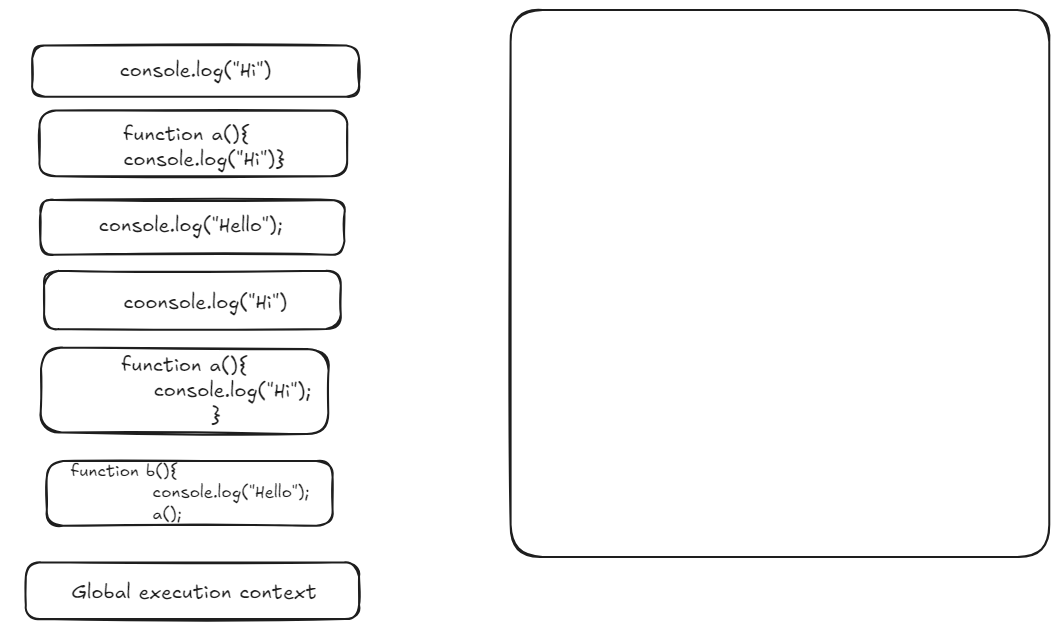 console.log("Hi")
function a(){
console.log("Hi")}
console.log("Hello");
coonsole.log("Hi")
function a(){
console.log("Hi");
}
function b(){
console.log("Hello");
a();
Global execution context